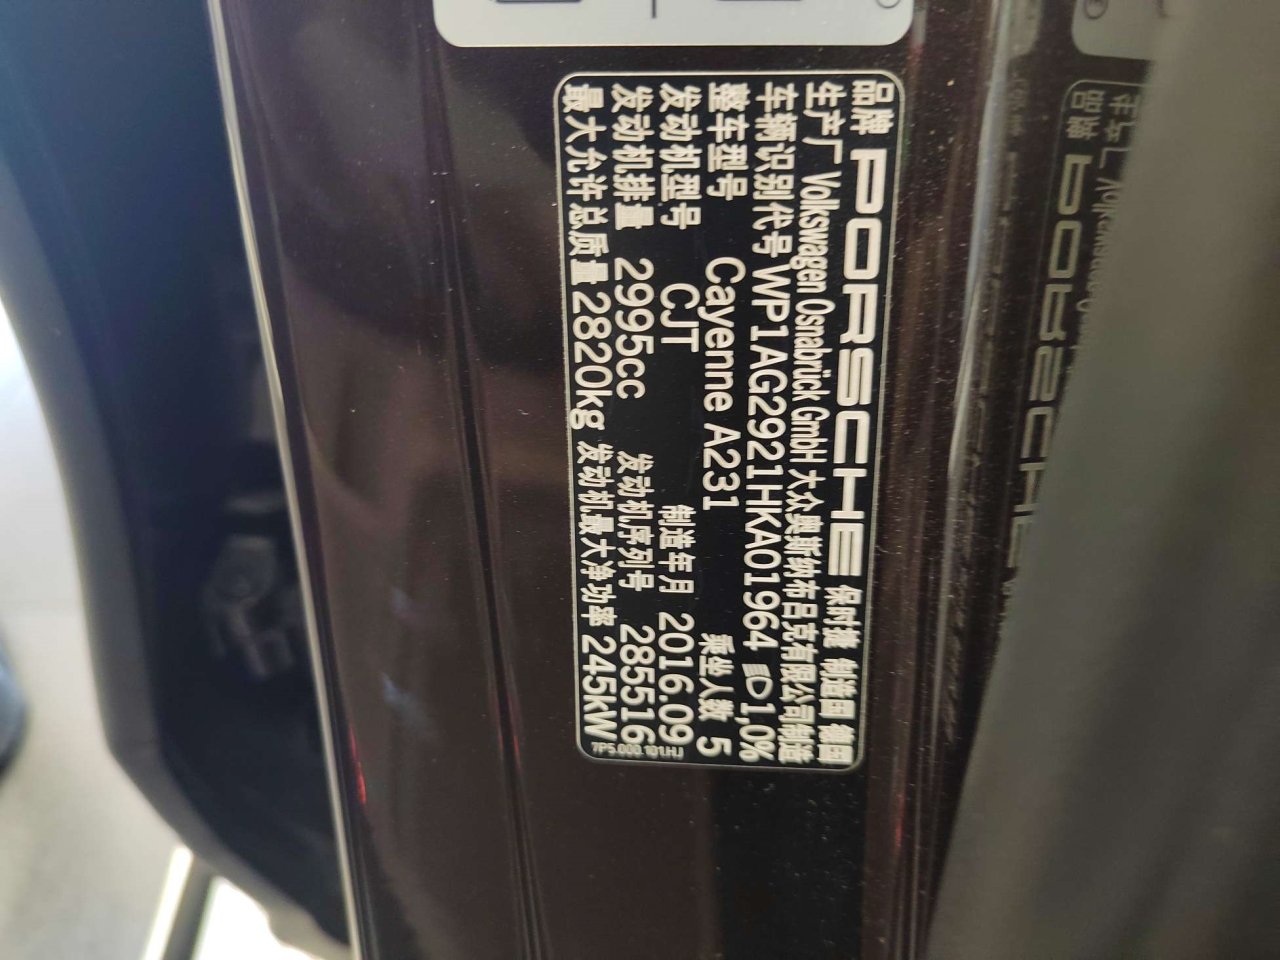 品牌 PORSCHE 保时捷 制造国 德国
生产厂 Volkswagen Osnabrück GmbH 大众奥斯纳布吕克有限公司制造
车辆识别代号 WP1AG2921HKA01964 1,0%
整车型号 Cayenne A231 乘坐人数 5
发动机型号 CJT 制造年月 2016.09
发动机排量 2995cc 发动机序列号 285516
最大允许总质量 2820kg 发动机最大净功率 245kW
7P5.000.101.HJ